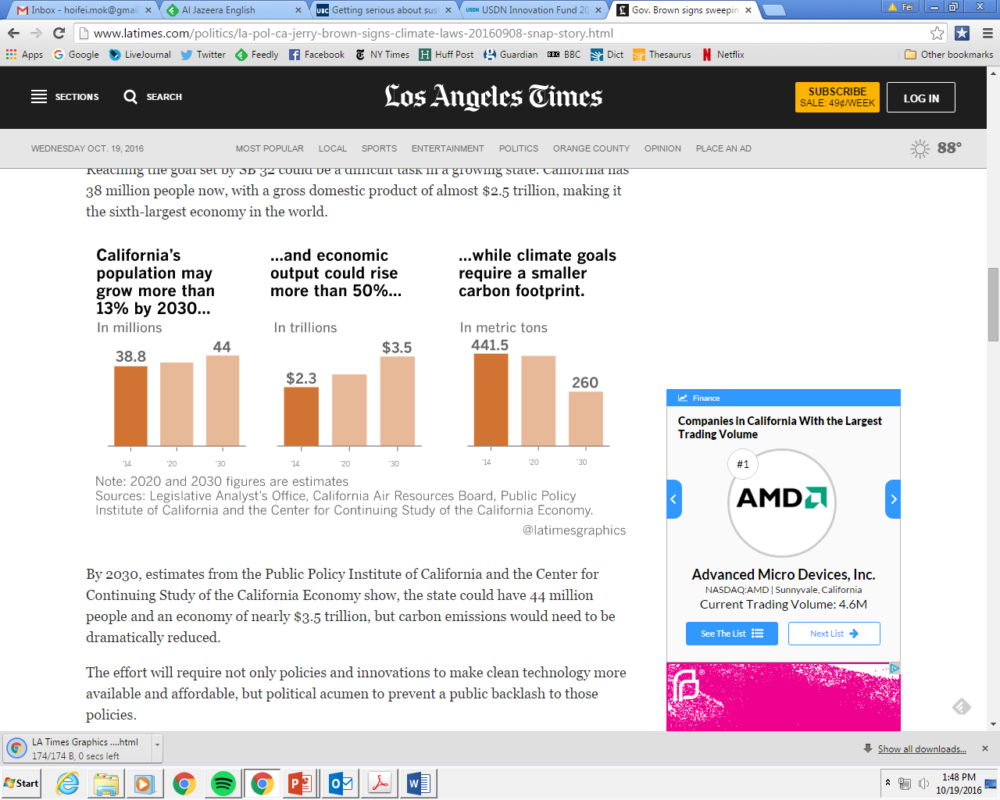 Inbox - hoifei.mok@gmail
Al Jazeera English
UBC Getting serious about sus
USDN USDN Innovation Fund 20
Gov. Brown signs sweepin
Fei
www.latimes.com/politics/la-pol-ca-jerry-brown-signs-climate-laws-20160908-snap-story.html
Apps Google LiveJournal Twitter Feedly Facebook NY Times Huff Post Guardian BBC BBC Dict Thesaurus Netflix Other bookmarks
SECTIONS SEARCH
Los Angeles Times
SUBSCRIBE
SALE: 49¢/WEEK
LOG IN
WEDNESDAY OCT. 19, 2016
MOST POPULAR LOCAL SPORTS ENTERTAINMENT POLITICS ORANGE COUNTY OPINION PLACE AN AD
88°
Reaching the goal set by SB 32 could be a difficult task in a growing state. California has
38 million people now, with a gross domestic product of almost $2.5 trillion, making it
the sixth-largest economy in the world.
California's
population may
grow more than
13% by 2030...
In millions
38.8
44
'14 '20 '30
...and economic
output could rise
more than 50%...
In trillions
$2.3
$3.5
'14 '20 '30
...while climate goals
require a smaller
carbon footprint.
In metric tons
441.5
260
'14 '20 '30
Note: 2020 and 2030 figures are estimates
Sources: Legislative Analyst's Office, California Air Resources Board, Public Policy
Institute of California and the Center for Continuing Study of the California Economy.
@latimesgraphics
By 2030, estimates from the Public Policy Institute of California and the Center for
Continuing Study of the California Economy show, the state could have 44 million
people and an economy of nearly $3.5 trillion, but carbon emissions would need to be
dramatically reduced.
The effort will require not only policies and innovations to make clean technology more
available and affordable, but political acumen to prevent a public backlash to those
policies.
Finance
Companies in California With the Largest
Trading Volume
#1
AMD
Advanced Micro Devices, Inc.
NASDAQ:AMD | Sunnyvale, California
Current Trading Volume: 4.6M
See The List
Next List
LA Times Graphics ....html
174/174 B, 0 secs left
Show all downloads...
Start
1:48 PM
10/19/2016